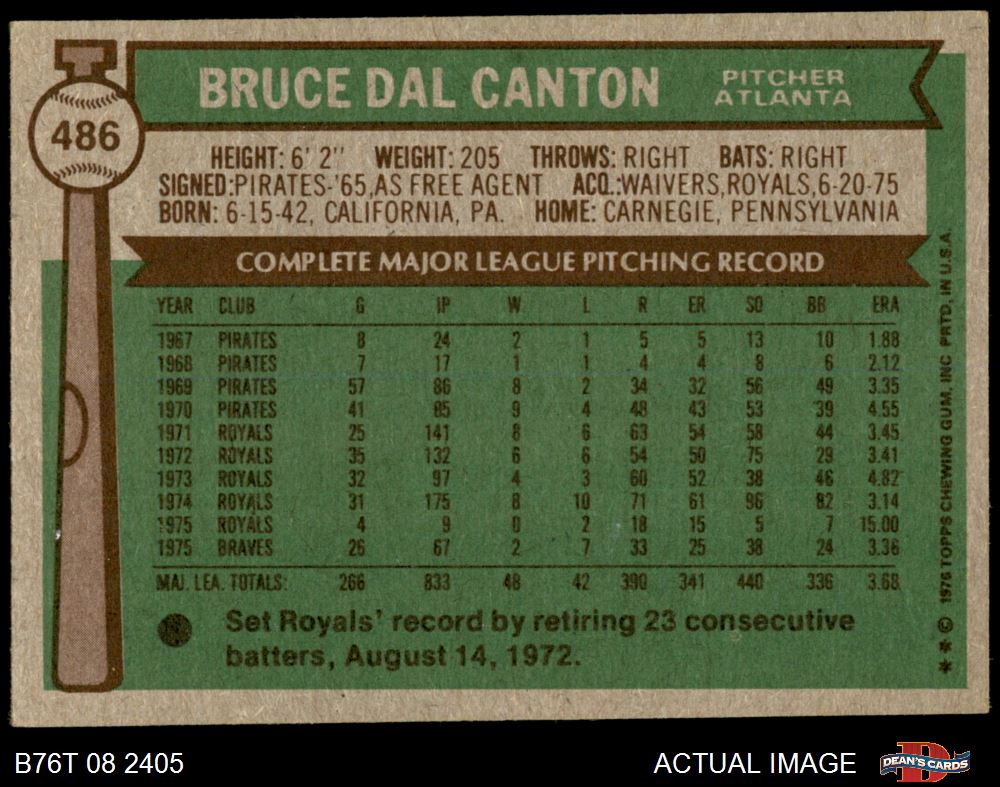 486
BRUCE DAL CANTON
PITCHER
ATLANTA
HEIGHT: 6' 2" WEIGHT: 205 THROWS: RIGHT BATS: RIGHT
SIGNED:PIRATES-'65,AS FREE AGENT ACQ.:WAIVERS,ROYALS,6-20-75
BORN: 6-15-42, CALIFORNIA, PA. HOME: CARNEGIE, PENNSYLVANIA
COMPLETE MAJOR LEAGUE PITCHING RECORD
YEAR CLUB G IP W L R ER SO BB ERA
1967 PIRATES 8 24 2 1 5 5 13 10 1.88
1968 PIRATES 7 17 1 1 4 4 8 6 2.12
1969 PIRATES 57 86 8 2 34 32 56 49 3.35
1970 PIRATES 41 85 9 4 48 43 53 39 4.55
1971 ROYALS 25 141 8 6 63 54 58 44 3.45
1972 ROYALS 35 132 6 6 54 50 75 29 3.41
1973 ROYALS 32 97 4 3 60 52 38 46 4.82
1974 ROYALS 31 175 8 10 71 61 96 82 3.14
1975 ROYALS 4 9 0 2 18 15 5 7 15.00
1975 BRAVES 26 67 2 7 33 25 38 24 3.36
MAJ. LEA. TOTALS: 266 833 48 42 390 341 440 336 3.68
Set Royals' record by retiring 23 consecutive
batters, August 14, 1972.
** © 1976 TOPPS CHEWING GUM, INC PRTD. IN U.S.A.
B76T 08 2405
ACTUAL IMAGE
DEAN'S CARDS